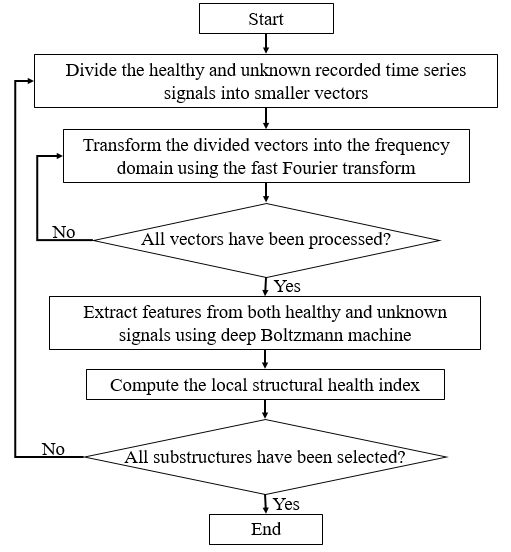 Start
Divide the healthy and unknown recorded time series
signals into smaller vectors
Transform the divided vectors into the frequency
domain using the fast Fourier transform
No
All vectors have been processed?
Yes
Extract features from both healthy and unknown
signals using deep Boltzmann machine
Compute the local structural health index
No
All substructures have been selected?
Yes
End